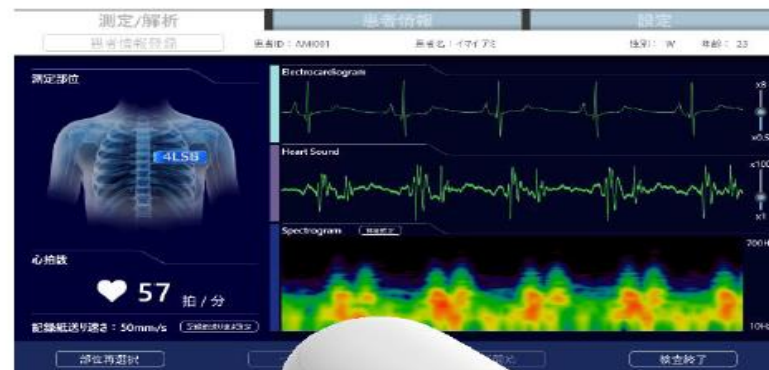 測定/解析
患者情報
設定
患者情報登録
患者ID : AMI001
患者名 : イマイ アミ
性別 : W
年齢 : 23
測定部位
4LSB
心拍数
57 拍 / 分
記録紙送り速さ : 50mm/s
Electrocardiogram
x8
x0.5
Heart Sound
x100
x1
Spectrogram
700Hz
10Hz
部位再選択
検査終了